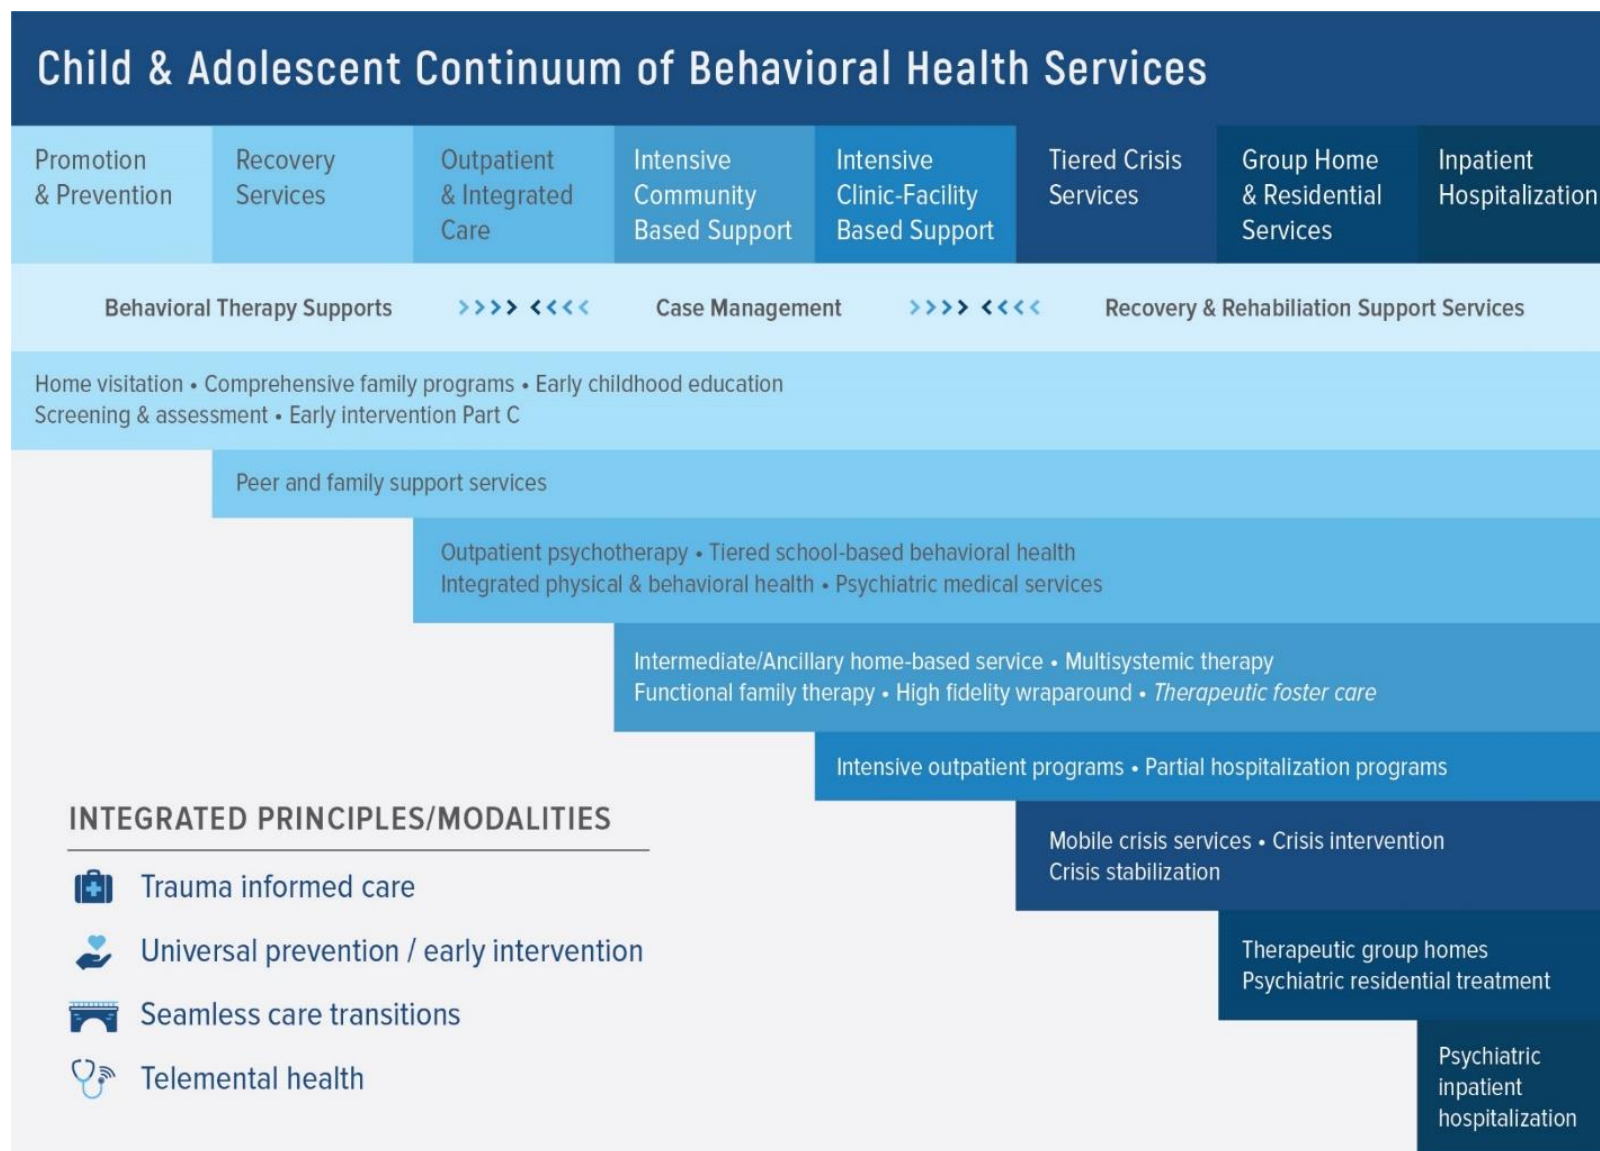 Child & Adolescent Continuum of Behavioral Health Services
Promotion
& Prevention
Recovery
Services
Outpatient
& Integrated
Care
Intensive
Community
Based Support
Intensive
Clinic-Facility
Based Support
Tiered Crisis
Services
Group Home
& Residential
Services
Inpatient
Hospitalization
Behavioral Therapy Supports >>>> <<<< Case Management >>>> <<<< Recovery & Rehabiliation Support Services
Home visitation • Comprehensive family programs • Early childhood education
Screening & assessment • Early intervention Part C
Peer and family support services
Outpatient psychotherapy • Tiered school-based behavioral health
Integrated physical & behavioral health • Psychiatric medical services
Intermediate/Ancillary home-based service • Multisystemic therapy
Functional family therapy • High fidelity wraparound • Therapeutic foster care
Intensive outpatient programs • Partial hospitalization programs
Mobile crisis services • Crisis intervention
Crisis stabilization
Therapeutic group homes
Psychiatric residential treatment
Psychiatric
inpatient
hospitalization
INTEGRATED PRINCIPLES/MODALITIES
Trauma informed care
Universal prevention / early intervention
Seamless care transitions
Telemental health